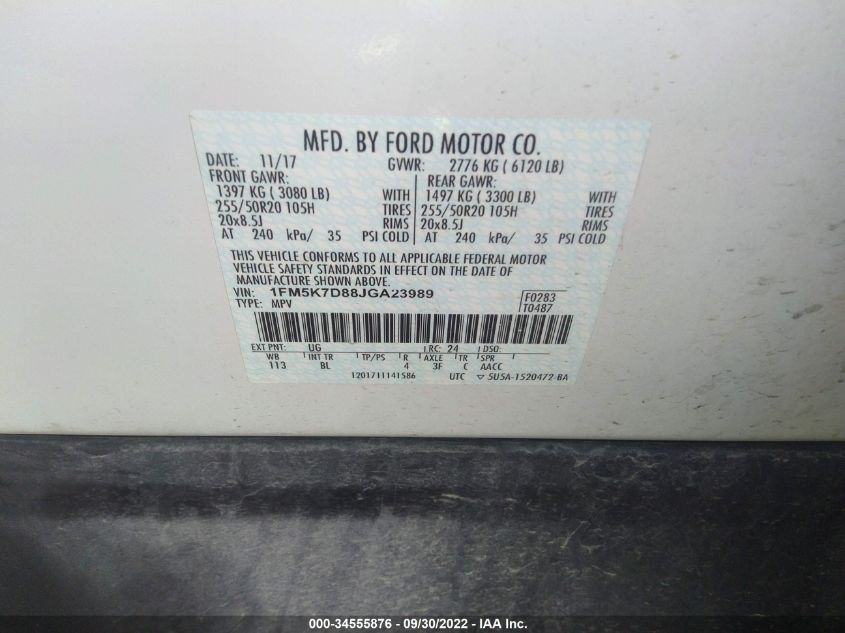 MFD. BY FORD MOTOR CO.
DATE: 11/17 GVWR: 2776 KG ( 6120 LB)
FRONT GAWR: REAR GAWR:
1397 KG ( 3080 LB) WITH 1497 KG ( 3300 LB) WITH
255/50R20 105H TIRES 255/50R20 105H TIRES
20x8.5J RIMS 20x8.5J RIMS
AT 240 kPa/ 35 PSI COLD AT 240 kPa/ 35 PSI COLD
THIS VEHICLE CONFORMS TO ALL APPLICABLE FEDERAL MOTOR
VEHICLE SAFETY STANDARDS IN EFFECT ON THE DATE OF
MANUFACTURE SHOWN ABOVE.
VIN: 1FM5K7D88JGA23989 F0283
TYPE: MPV T0487
EXT PNT: UG RC: 24 DSO:
WB INT TR TP/PS R AXLE TR SPR
113 BL 4 3F C AACC
1201711141586 UTC ▽ 5U5A-1520472-BA
000-34555876 - 09/30/2022 - IAA Inc.